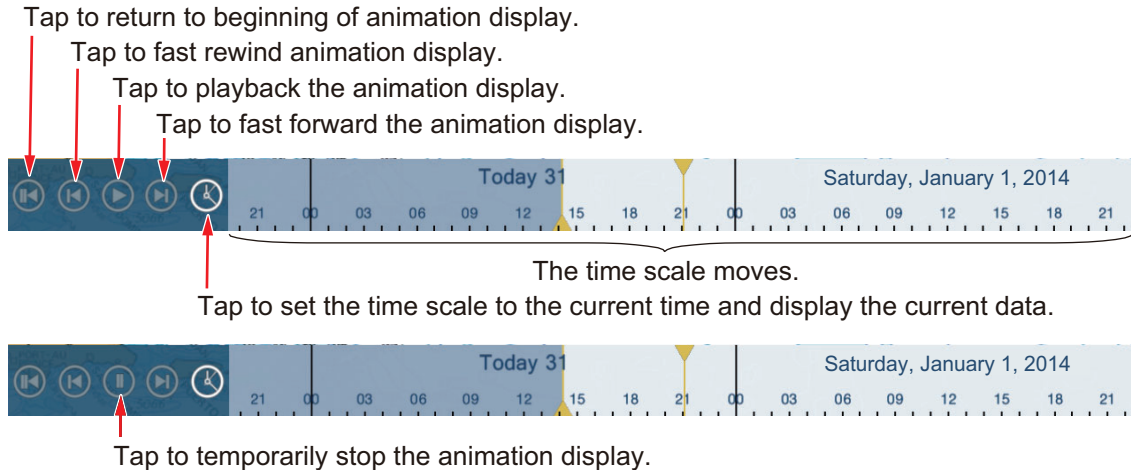 Tap to return to beginning of animation display.
Tap to fast rewind animation display.
Tap to playback the animation display.
Tap to fast forward the animation display.
Today 31 Saturday, January 1, 2014
21 00 03 06 09 12 15 18 21 00 03 06 09 12 15 18 21
The time scale moves.
Tap to set the time scale to the current time and display the current data.
Today 31 Saturday, January 1, 2014
21 00 03 06 09 12 15 18 21 00 03 06 09 12 15 18 21
Tap to temporarily stop the animation display.